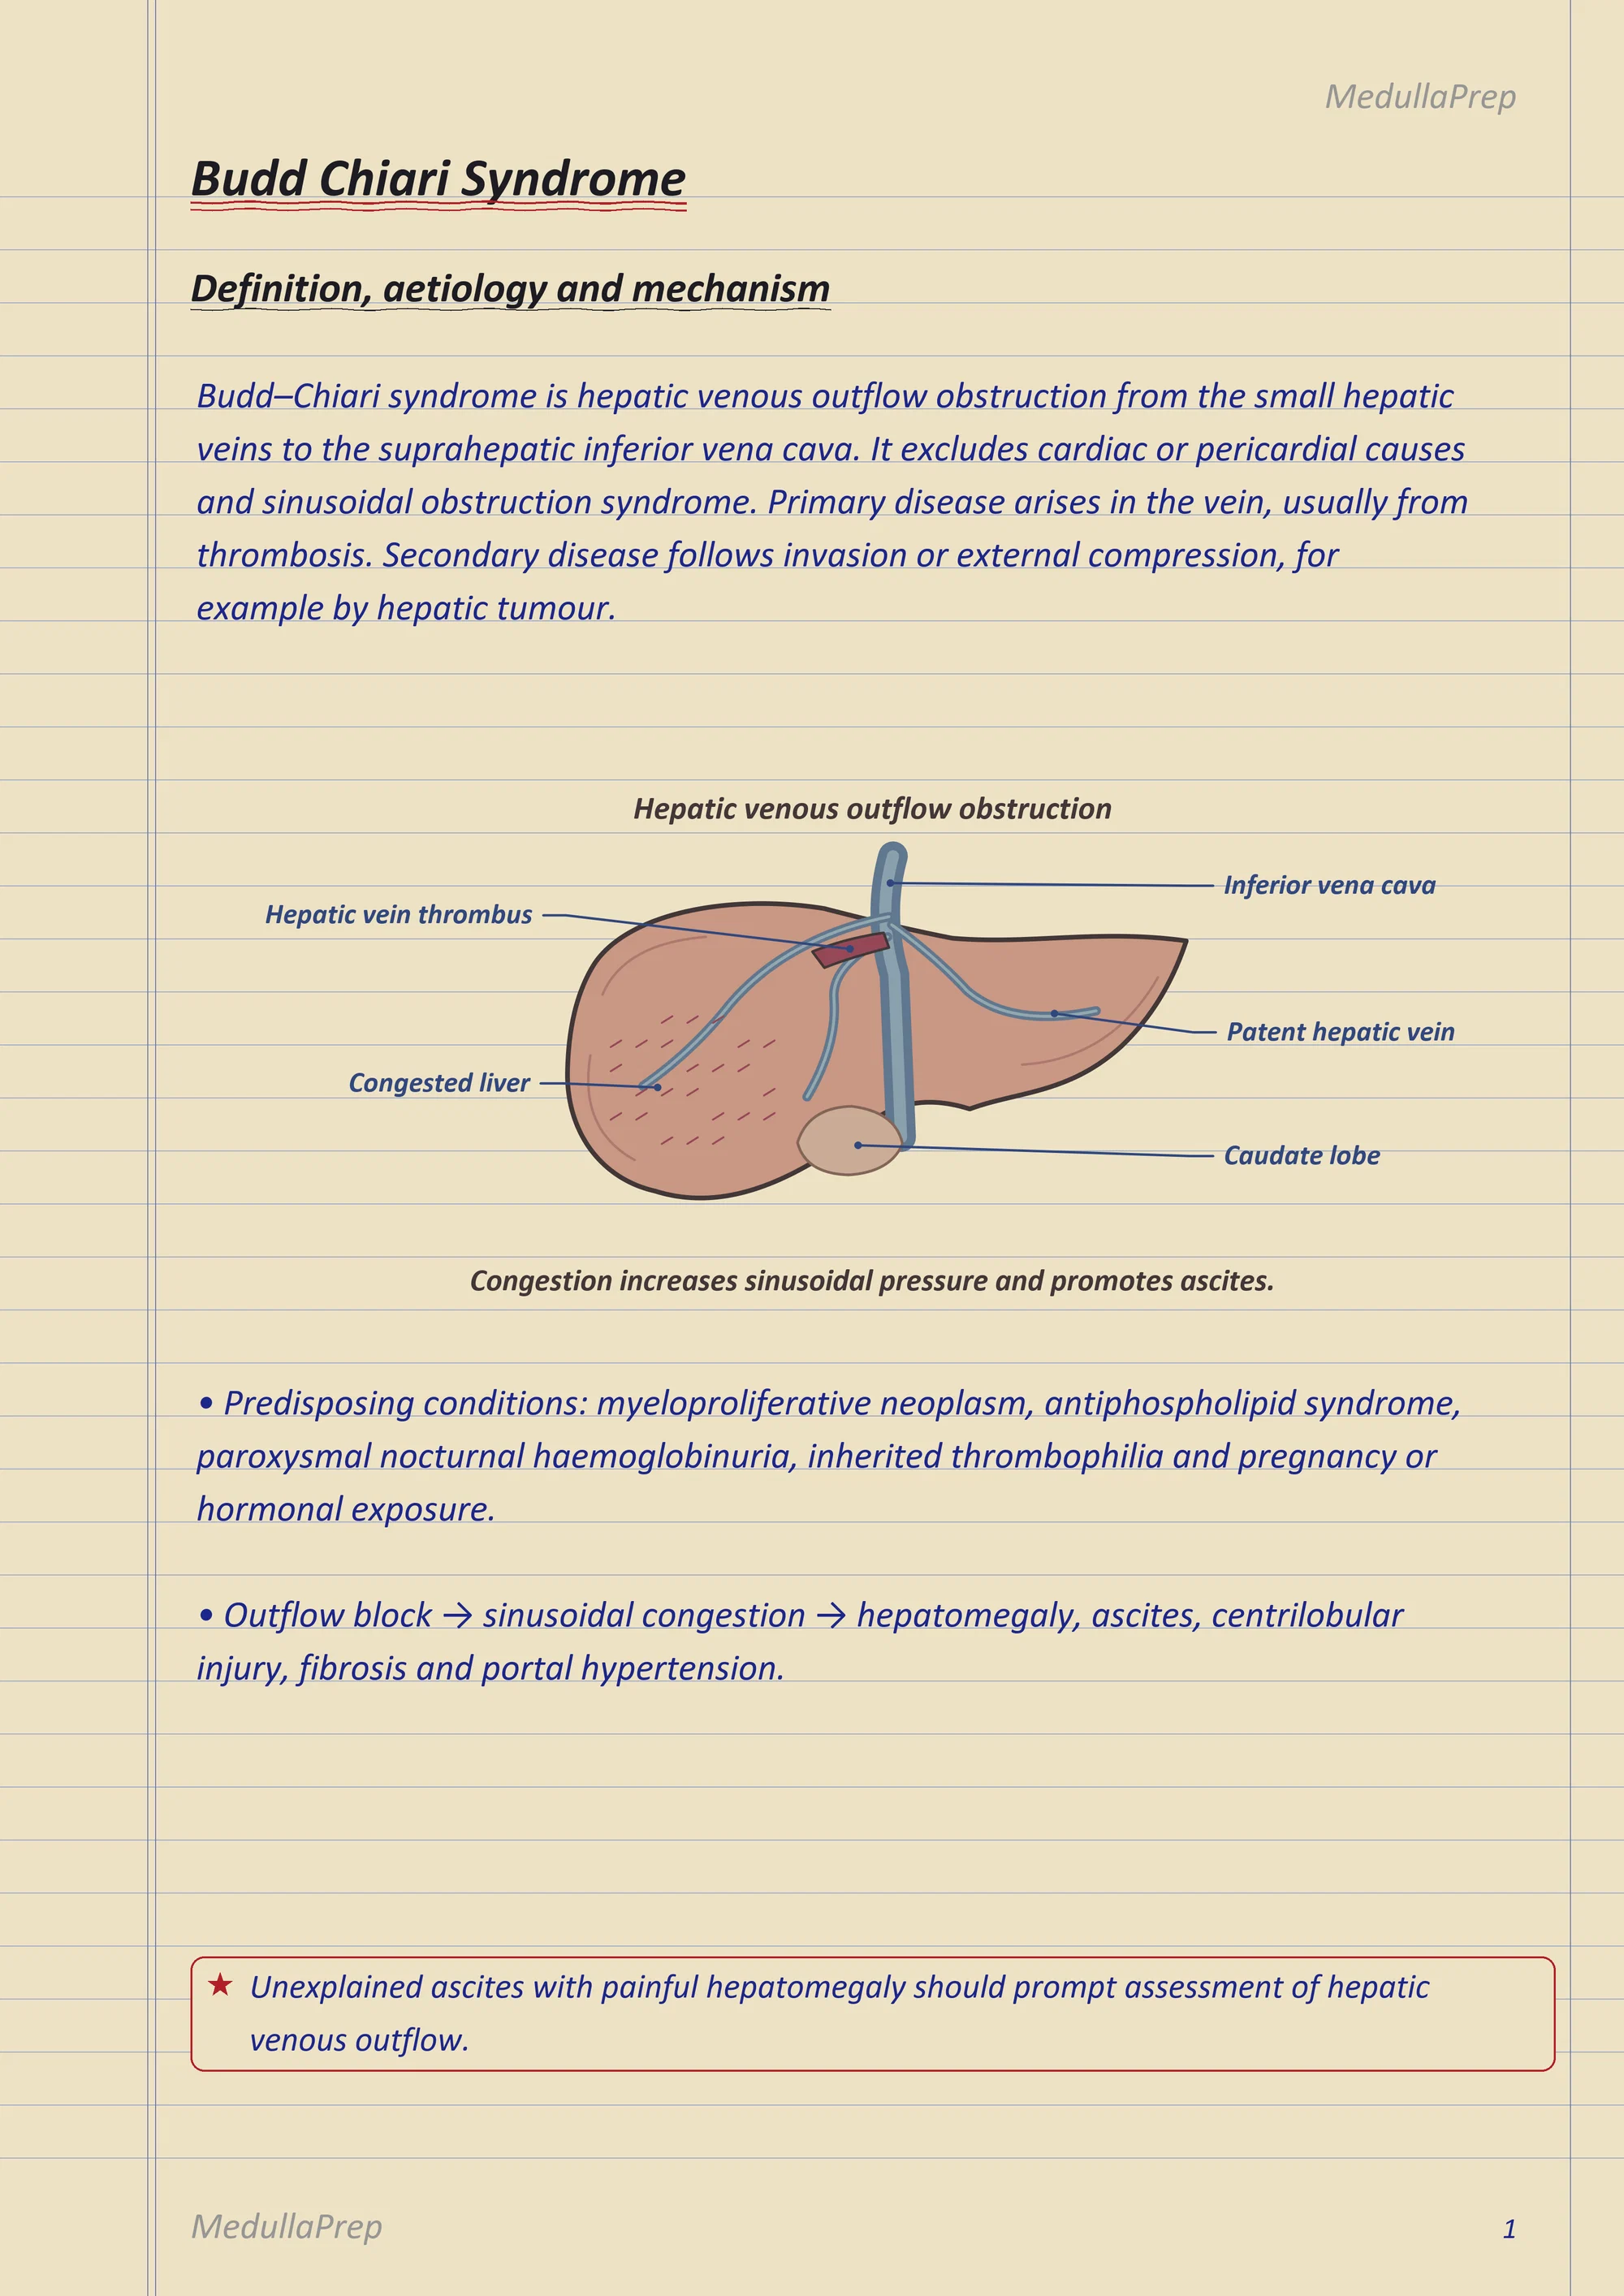 MedullaPrep
Budd Chiari Syndrome
Definition, aetiology and mechanism
Budd–Chiari syndrome is hepatic venous outflow obstruction from the small hepatic
veins to the suprahepatic inferior vena cava. It excludes cardiac or pericardial causes
and sinusoidal obstruction syndrome. Primary disease arises in the vein, usually from
thrombosis. Secondary disease follows invasion or external compression, for
example by hepatic tumour.
Hepatic venous outflow obstruction
Inferior vena cava
Hepatic vein thrombus
Patent hepatic vein
Congested liver
Caudate lobe
Congestion increases sinusoidal pressure and promotes ascites.
• Predisposing conditions: myeloproliferative neoplasm, antiphospholipid syndrome,
paroxysmal nocturnal haemoglobinuria, inherited thrombophilia and pregnancy or
hormonal exposure.
• Outflow block → sinusoidal congestion → hepatomegaly, ascites, centrilobular
injury, fibrosis and portal hypertension.
★ Unexplained ascites with painful hepatomegaly should prompt assessment of hepatic
venous outflow.
MedullaPrep
1